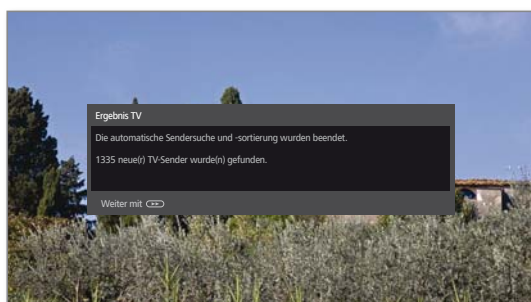 Ergebnis TV
Die automatische Sendersuche und -sortierung wurden beendet.
1335 neue(r) TV-Sender wurde(n) gefunden.
Weiter mit